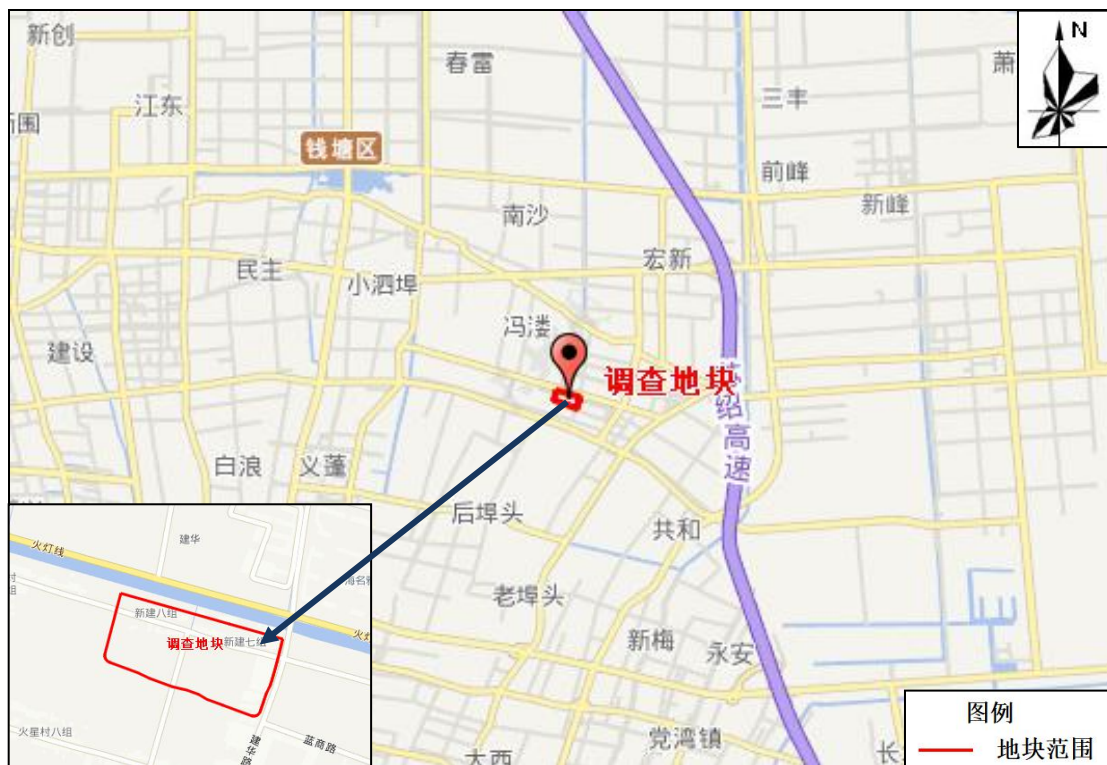 新创
春雷
N
萧
江东
三丰
围
钱塘区
前峰
新峰
南沙
宏新
民主
小泗埠
冯溇
建设
调查地块
苏绍高速
白浪
义蓬
后埠头
共和
老埠头
新梅
永安
党湾镇
大西
长
火灯线
建华
新建八组
新建七组
调查地块
火星村八组
蓝商路
建华路
图例
地块范围